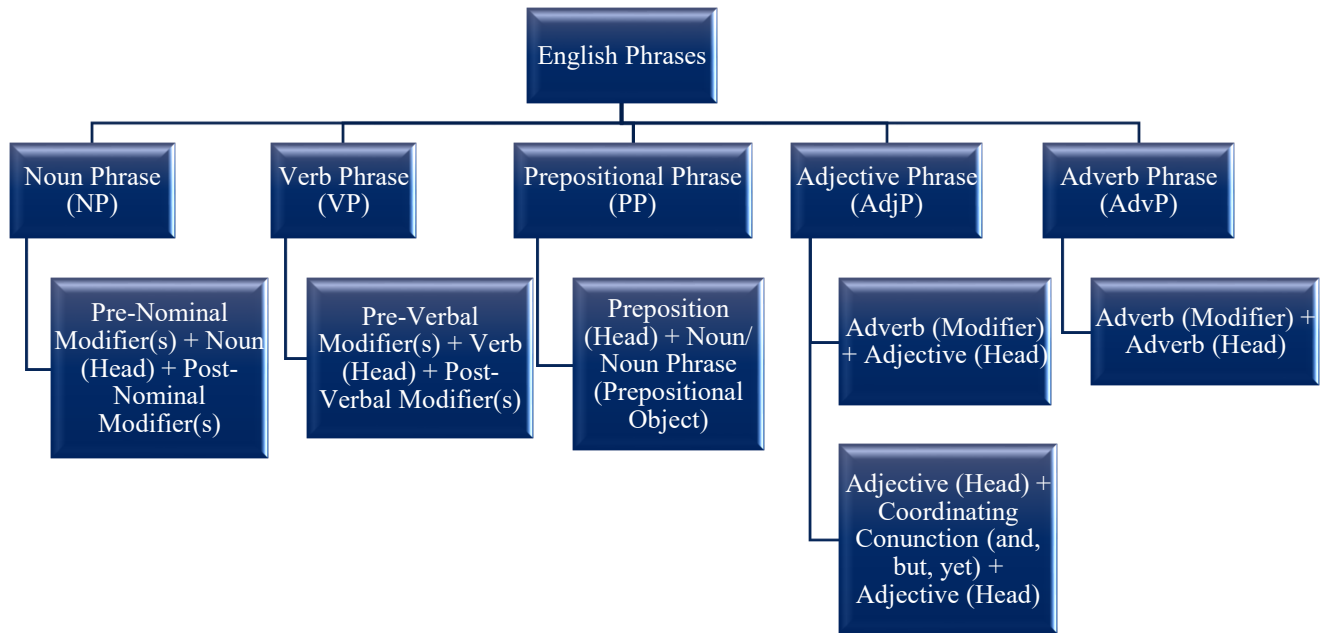 English Phrases
Noun Phrase
(NP)
Verb Phrase
(VP)
Prepositional Phrase
(PP)
Adjective Phrase
(AdjP)
Adverb Phrase
(AdvP)
Pre-Nominal
Modifier(s) + Noun
(Head) + Post-
Nominal
Modifier(s)
Pre-Verbal
Modifier(s) + Verb
(Head) + Post-
Verbal Modifier(s)
Preposition
(Head) + Noun/
Noun Phrase
(Prepositional
Object)
Adverb (Modifier)
+ Adjective (Head)
Adjective (Head) +
Coordinating
Conunction (and,
but, yet) +
Adjective (Head)
Adverb (Modifier) +
Adverb (Head)